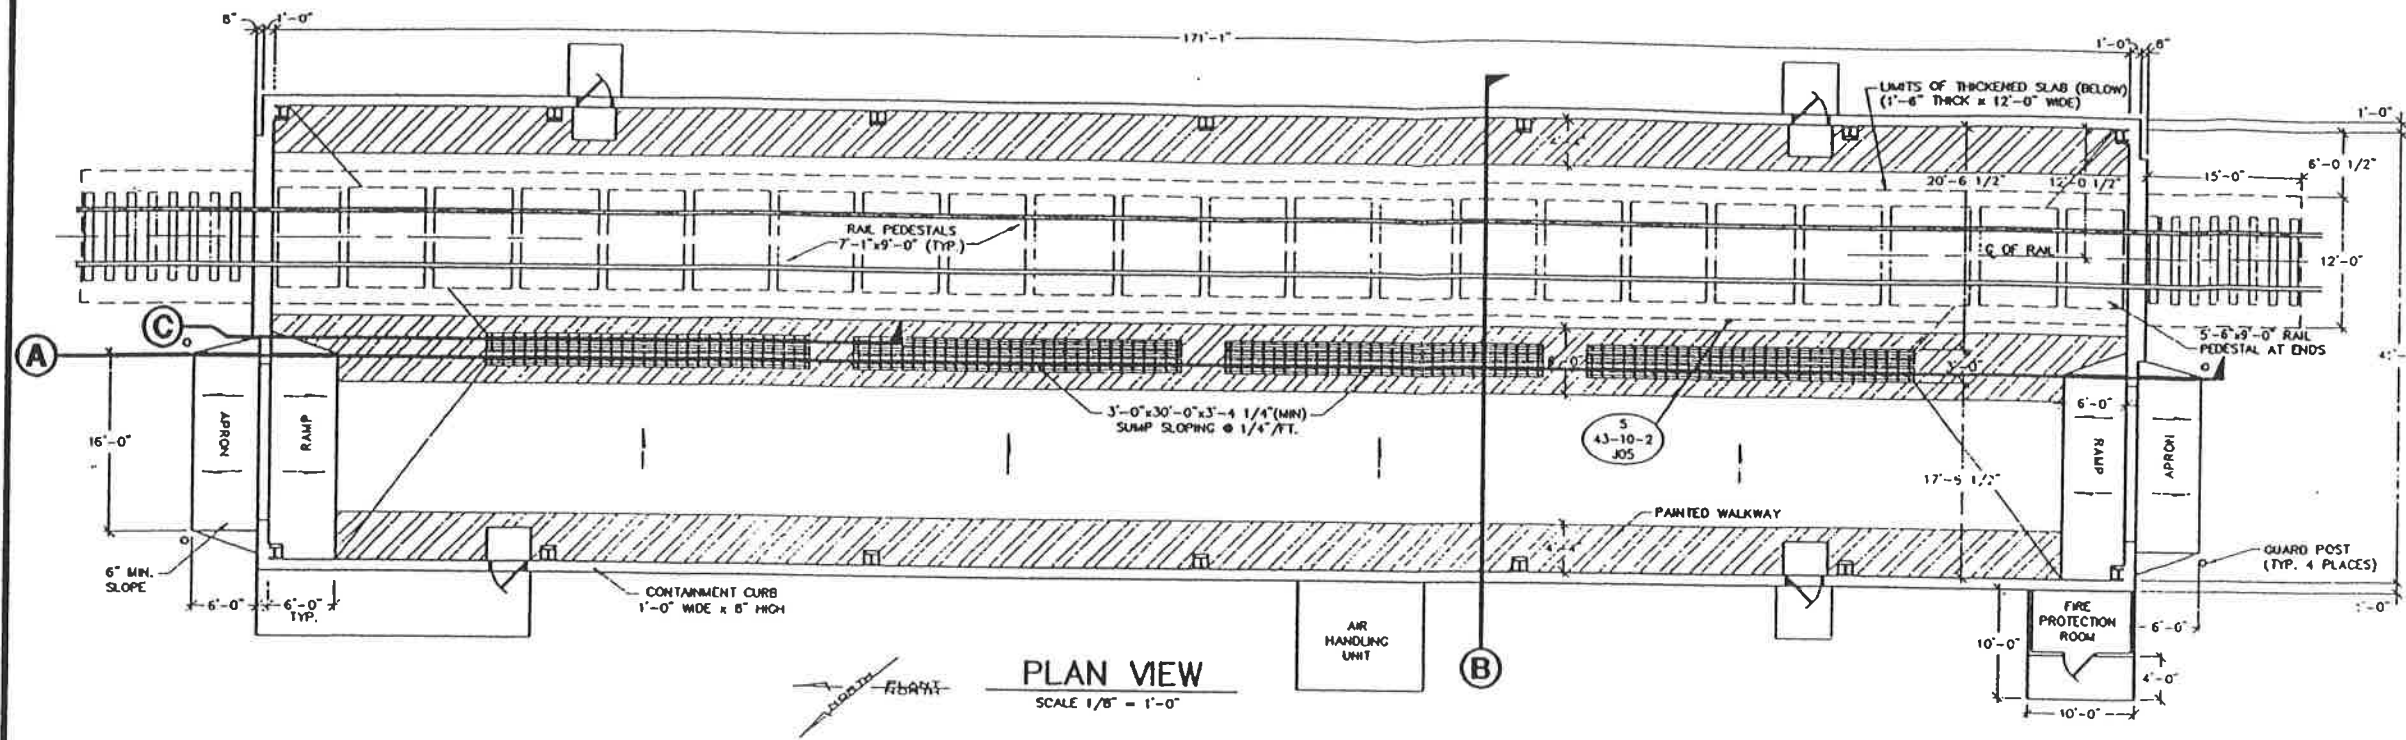 8"
1'-0"
171'-1"
1'-0"
8"
LIMITS OF THICKENED SLAB (BELOW)
(1'-6" THICK x 12'-0" WIDE)
1'-0"
6'-0 1/2"
15'-0"
20'-6 1/2"
12'-0 1/2"
RAIL PEDESTALS
7'-1"x9'-0" (TYP.)
℄ OF RAIL
12'-0"
C
A
5'-6"x9'-0" RAIL
PEDESTAL AT ENDS
3'-0"x30'-0"x3'-4 1/4"(MIN)
SUMP SLOPING @ 1/4"/FT.
6'-0"
16'-0"
APRON
RAMP
S
43-10-2
J05
RAMP
APRON
17'-5 1/2"
PAINTED WALKWAY
6" MIN.
SLOPE
GUARD POST
(TYP. 4 PLACES)
6'-0"
6'-0"
TYP.
CONTAINMENT CURB
1'-0" WIDE x 8" HIGH
AIR
HANDLING
UNIT
FIRE
PROTECTION
ROOM
6'-0"
10'-0"
4'-0"
10'-0"
B
NORTH
PLANT
NORTH
PLAN VIEW
SCALE 1/8" = 1'-0"